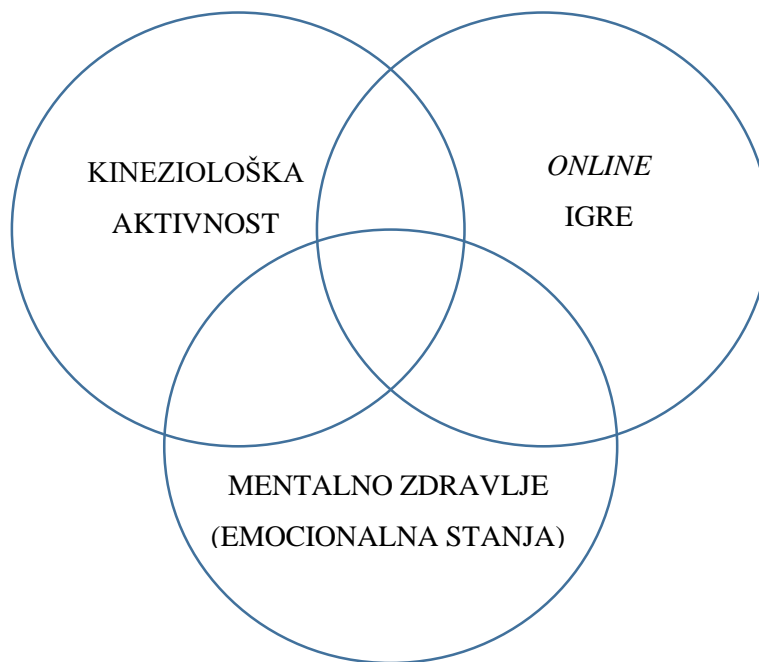 KINEZIOLOŠKA
AKTIVNOST
ONLINE
IGRE
MENTALNO ZDRAVLJE
(EMOCIONALNA STANJA)